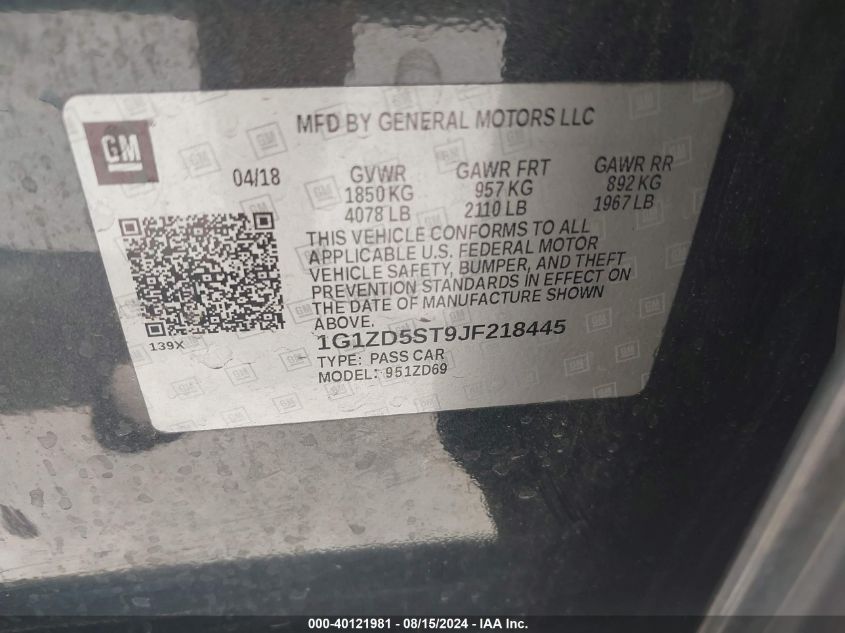 GM
MFD BY GENERAL MOTORS LLC
04/18
GVWR
1850 KG
4078 LB
GAWR FRT
957 KG
2110 LB
GAWR RR
892 KG
1967 LB
THIS VEHICLE CONFORMS TO ALL
APPLICABLE U.S. FEDERAL MOTOR
VEHICLE SAFETY, BUMPER, AND THEFT
PREVENTION STANDARDS IN EFFECT ON
THE DATE OF MANUFACTURE SHOWN
ABOVE.
139X
1G1ZD5ST9JF218445
TYPE: PASS CAR
MODEL: 951ZD69
000-40121981 - 08/15/2024 - IAA Inc.